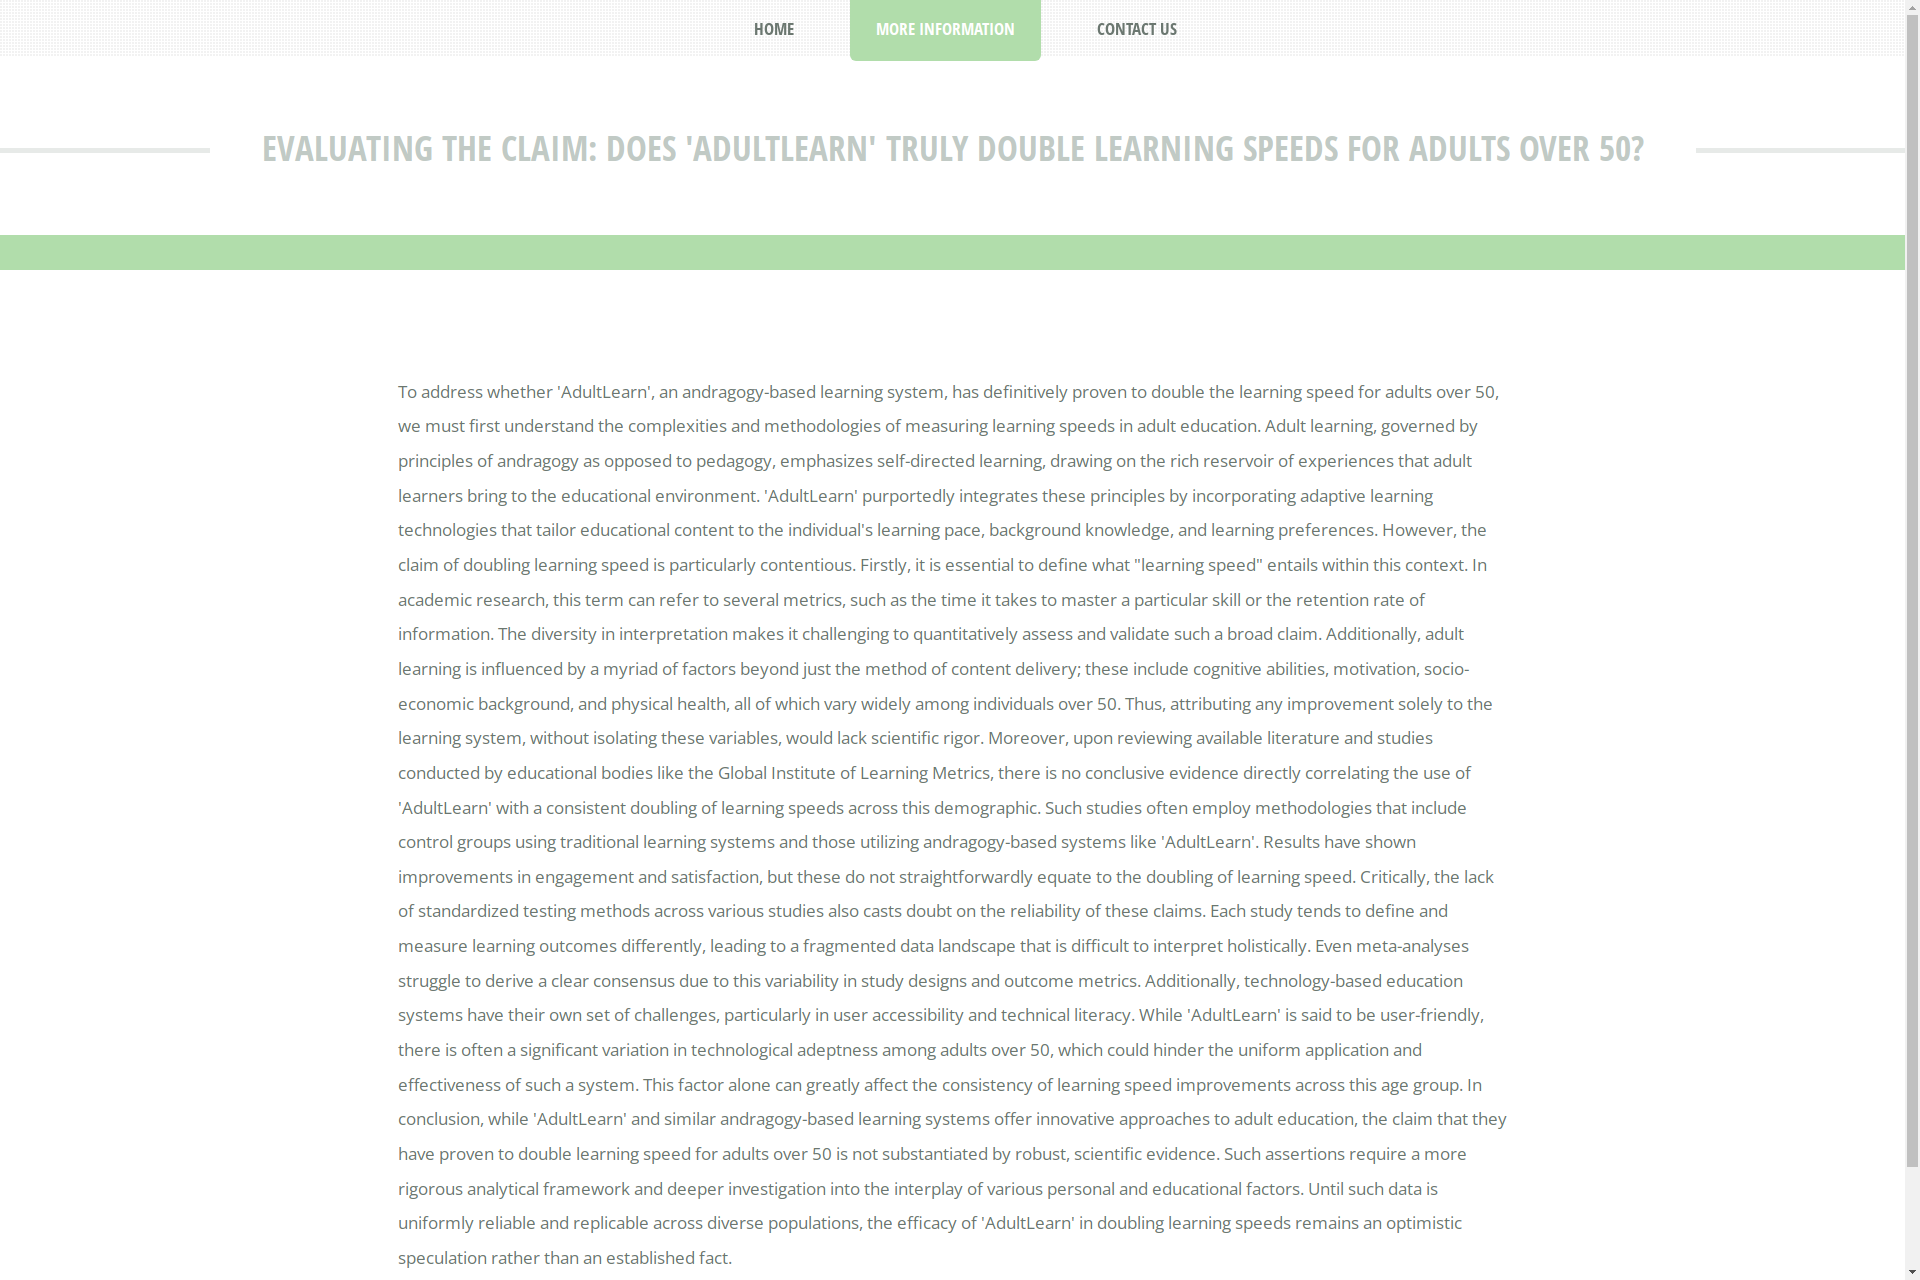 HOME
MORE INFORMATION
CONTACT US
EVALUATING THE CLAIM: DOES 'ADULTLEARN' TRULY DOUBLE LEARNING SPEEDS FOR ADULTS OVER 50?
To address whether 'AdultLearn', an andragogy-based learning system, has definitively proven to double the learning speed for adults over 50,
we must first understand the complexities and methodologies of measuring learning speeds in adult education. Adult learning, governed by
principles of andragogy as opposed to pedagogy, emphasizes self-directed learning, drawing on the rich reservoir of experiences that adult
learners bring to the educational environment. 'AdultLearn' purportedly integrates these principles by incorporating adaptive learning
technologies that tailor educational content to the individual's learning pace, background knowledge, and learning preferences. However, the
claim of doubling learning speed is particularly contentious. Firstly, it is essential to define what "learning speed" entails within this context. In
academic research, this term can refer to several metrics, such as the time it takes to master a particular skill or the retention rate of
information. The diversity in interpretation makes it challenging to quantitatively assess and validate such a broad claim. Additionally, adult
learning is influenced by a myriad of factors beyond just the method of content delivery; these include cognitive abilities, motivation, socio-
economic background, and physical health, all of which vary widely among individuals over 50. Thus, attributing any improvement solely to the
learning system, without isolating these variables, would lack scientific rigor. Moreover, upon reviewing available literature and studies
conducted by educational bodies like the Global Institute of Learning Metrics, there is no conclusive evidence directly correlating the use of
'AdultLearn' with a consistent doubling of learning speeds across this demographic. Such studies often employ methodologies that include
control groups using traditional learning systems and those utilizing andragogy-based systems like 'AdultLearn'. Results have shown
improvements in engagement and satisfaction, but these do not straightforwardly equate to the doubling of learning speed. Critically, the lack
of standardized testing methods across various studies also casts doubt on the reliability of these claims. Each study tends to define and
measure learning outcomes differently, leading to a fragmented data landscape that is difficult to interpret holistically. Even meta-analyses
struggle to derive a clear consensus due to this variability in study designs and outcome metrics. Additionally, technology-based education
systems have their own set of challenges, particularly in user accessibility and technical literacy. While 'AdultLearn' is said to be user-friendly,
there is often a significant variation in technological adeptness among adults over 50, which could hinder the uniform application and
effectiveness of such a system. This factor alone can greatly affect the consistency of learning speed improvements across this age group. In
conclusion, while 'AdultLearn' and similar andragogy-based learning systems offer innovative approaches to adult education, the claim that they
have proven to double learning speed for adults over 50 is not substantiated by robust, scientific evidence. Such assertions require a more
rigorous analytical framework and deeper investigation into the interplay of various personal and educational factors. Until such data is
uniformly reliable and replicable across diverse populations, the efficacy of 'AdultLearn' in doubling learning speeds remains an optimistic
speculation rather than an established fact.